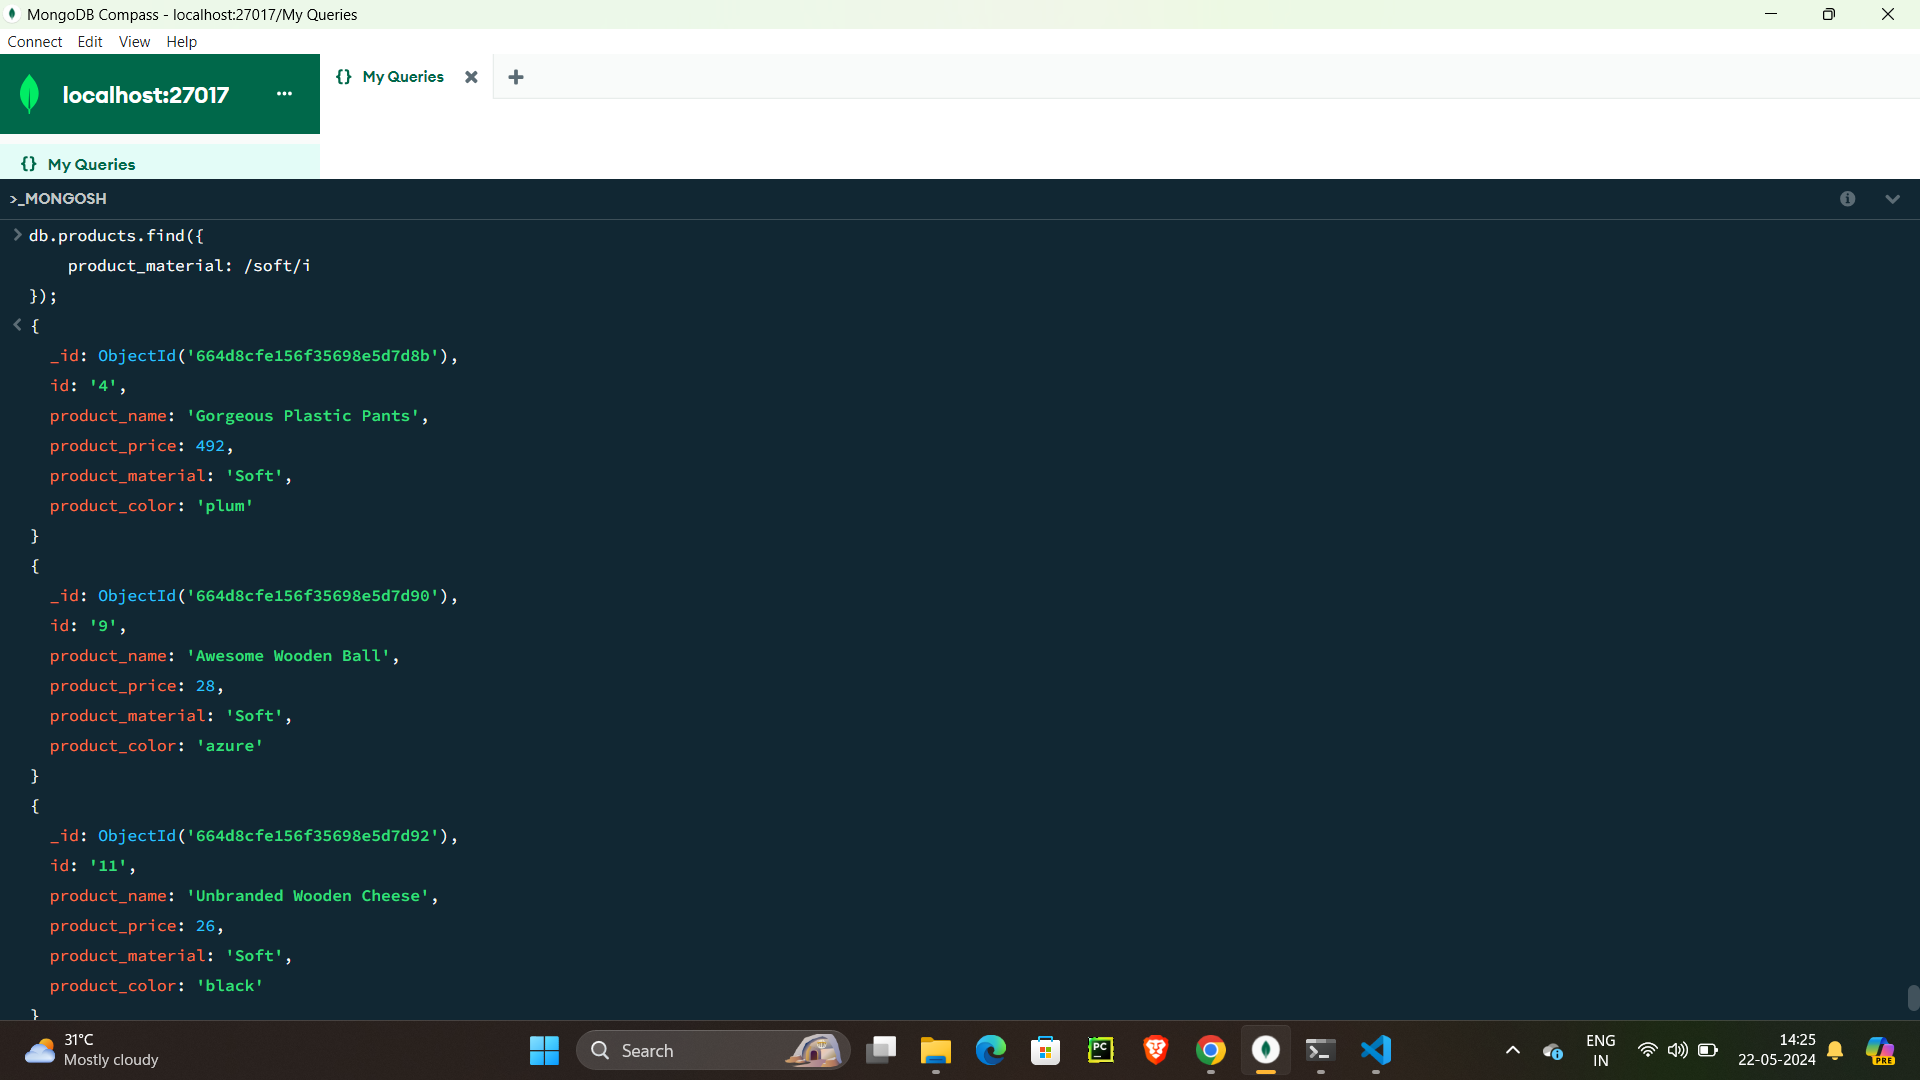 MongoDB Compass - localhost:27017/My Queries
Connect Edit View Help
localhost:27017 ...
{} My Queries
{} My Queries
>_MONGOSH
db.products.find({
product_material: /soft/i
});
{
_id: ObjectId('664d8cfe156f35698e5d7d8b'),
id: '4',
product_name: 'Gorgeous Plastic Pants',
product_price: 492,
product_material: 'Soft',
product_color: 'plum'
}
{
_id: ObjectId('664d8cfe156f35698e5d7d90'),
id: '9',
product_name: 'Awesome Wooden Ball',
product_price: 28,
product_material: 'Soft',
product_color: 'azure'
}
{
_id: ObjectId('664d8cfe156f35698e5d7d92'),
id: '11',
product_name: 'Unbranded Wooden Cheese',
product_price: 26,
product_material: 'Soft',
product_color: 'black'
}
31°C
Mostly cloudy
Search
PC
ENG
IN
14:25
22-05-2024
PRE